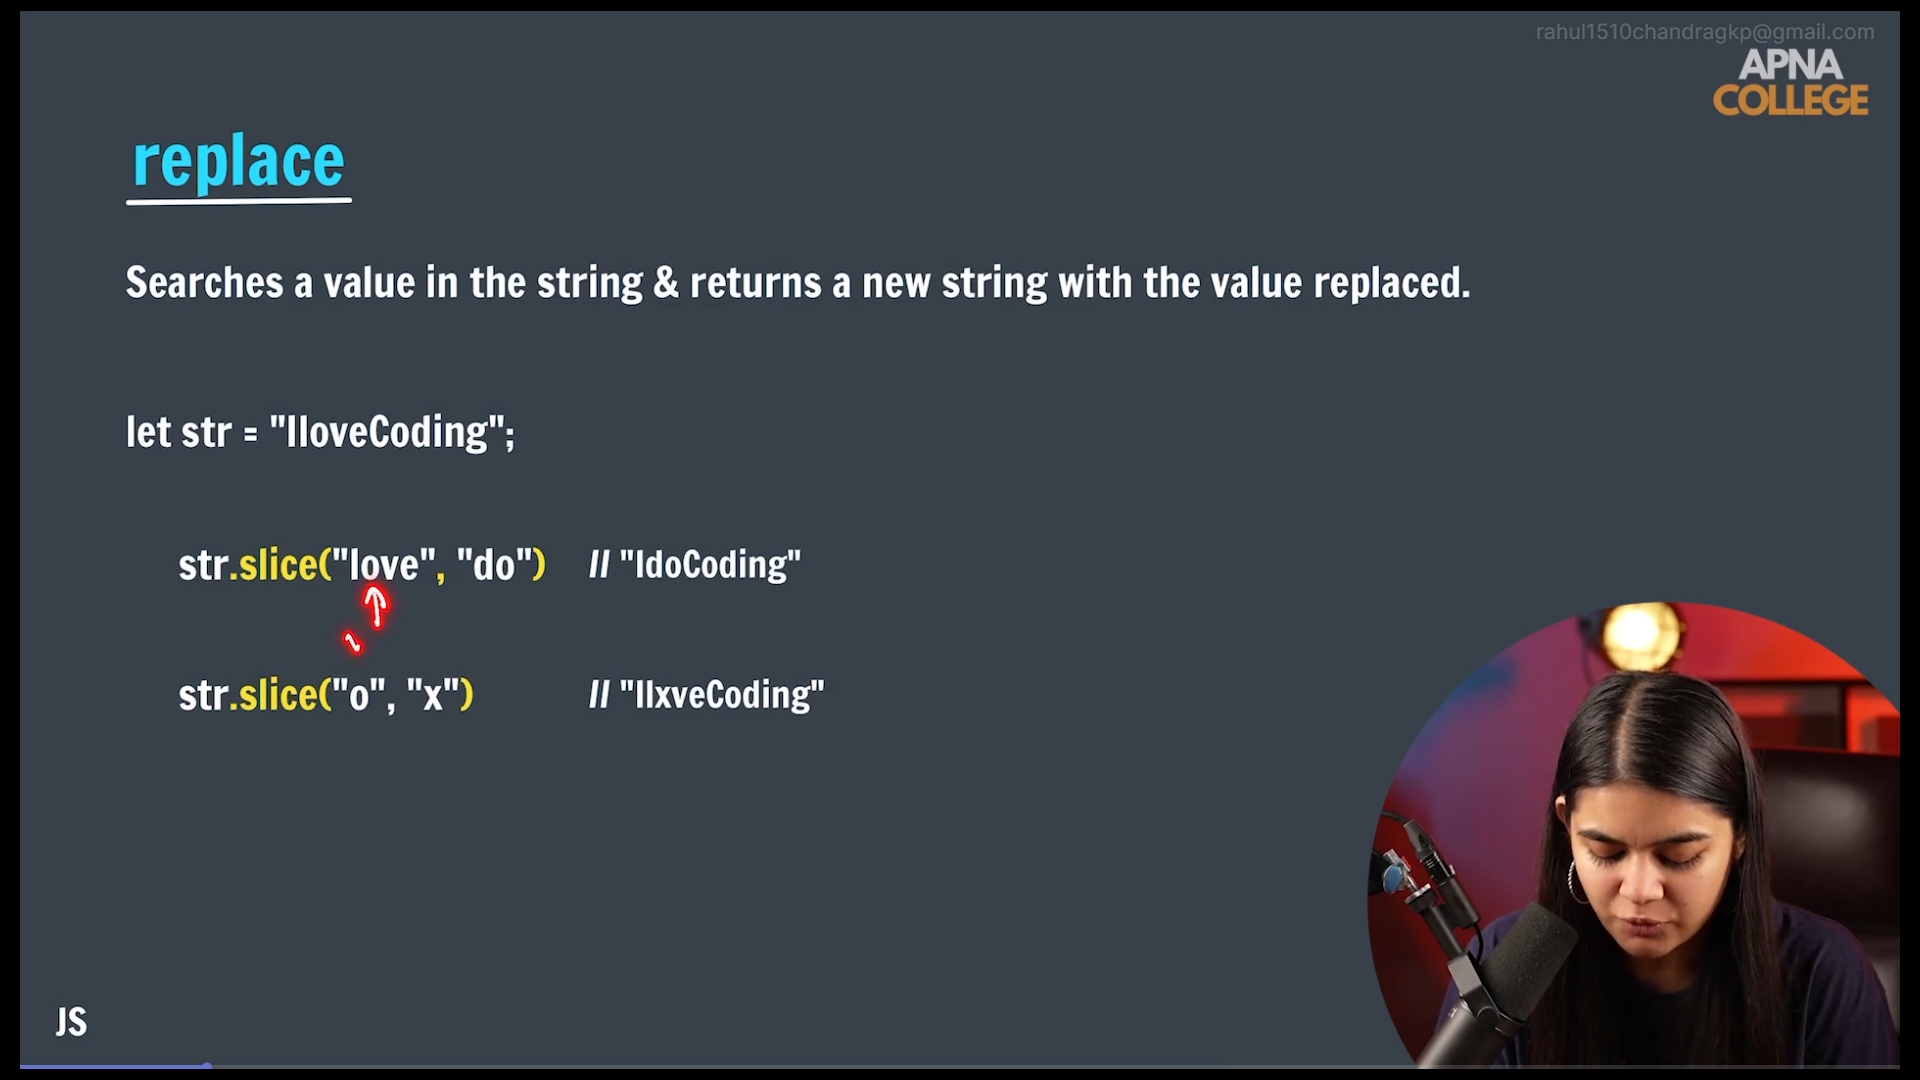 rahul1510chandragkp@gmail.com
APNA
COLLEGE
replace
Searches a value in the string & returns a new string with the value replaced.
let str = "IloveCoding";
str.slice("love", "do") // "IdoCoding"
str.slice("o", "x") // "IlxveCoding"
JS